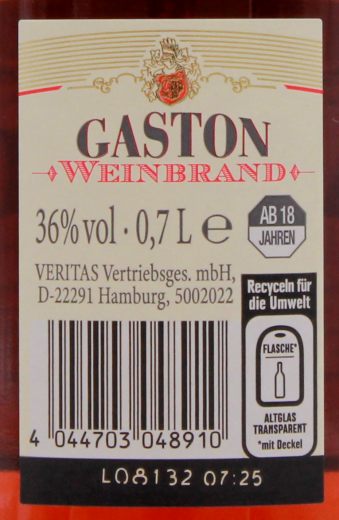 GASTON
WEINBRAND
36% vol · 0,7 L ℮
AB 18
JAHREN
VERITAS Vertriebsges. mbH,
D-22291 Hamburg, 5002022
Recyceln für
die Umwelt
FLASCHE*
ALTGLAS
TRANSPARENT
*mit Deckel
4 044703 048910
L08132 07:25